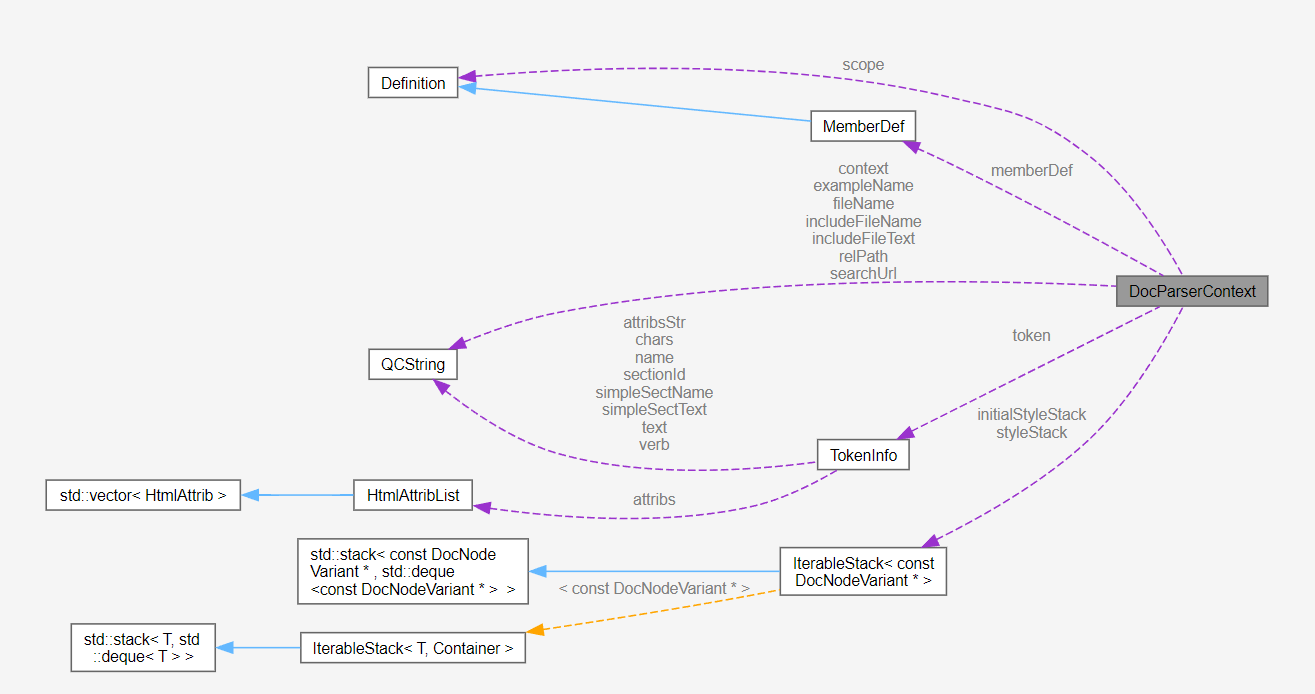 scope
Definition
MemberDef
memberDef
context
exampleName
fileName
includeFileName
includeFileText
relPath
searchUrl
DocParserContext
attribsStr
chars
name
sectionId
simpleSectName
simpleSectText
text
verb
token
QCString
initialStyleStack
styleStack
TokenInfo
std::vector< HtmlAttrib >
HtmlAttribList
attribs
std::stack< const DocNode
Variant * , std::deque
<const DocNodeVariant * > >
IterableStack< const
DocNodeVariant * >
< const DocNodeVariant * >
std::stack< T, std
::deque< T > >
IterableStack< T, Container >